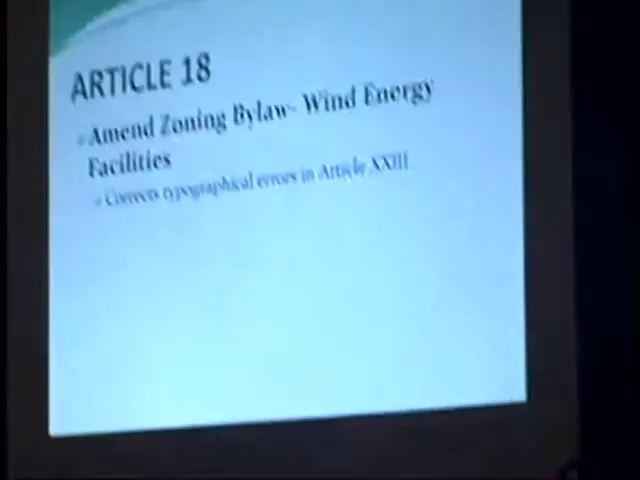 ARTICLE 18
Amend Zoning Bylaw- Wind Energy
Facilities
Corrects typographical errors in Article XXIII